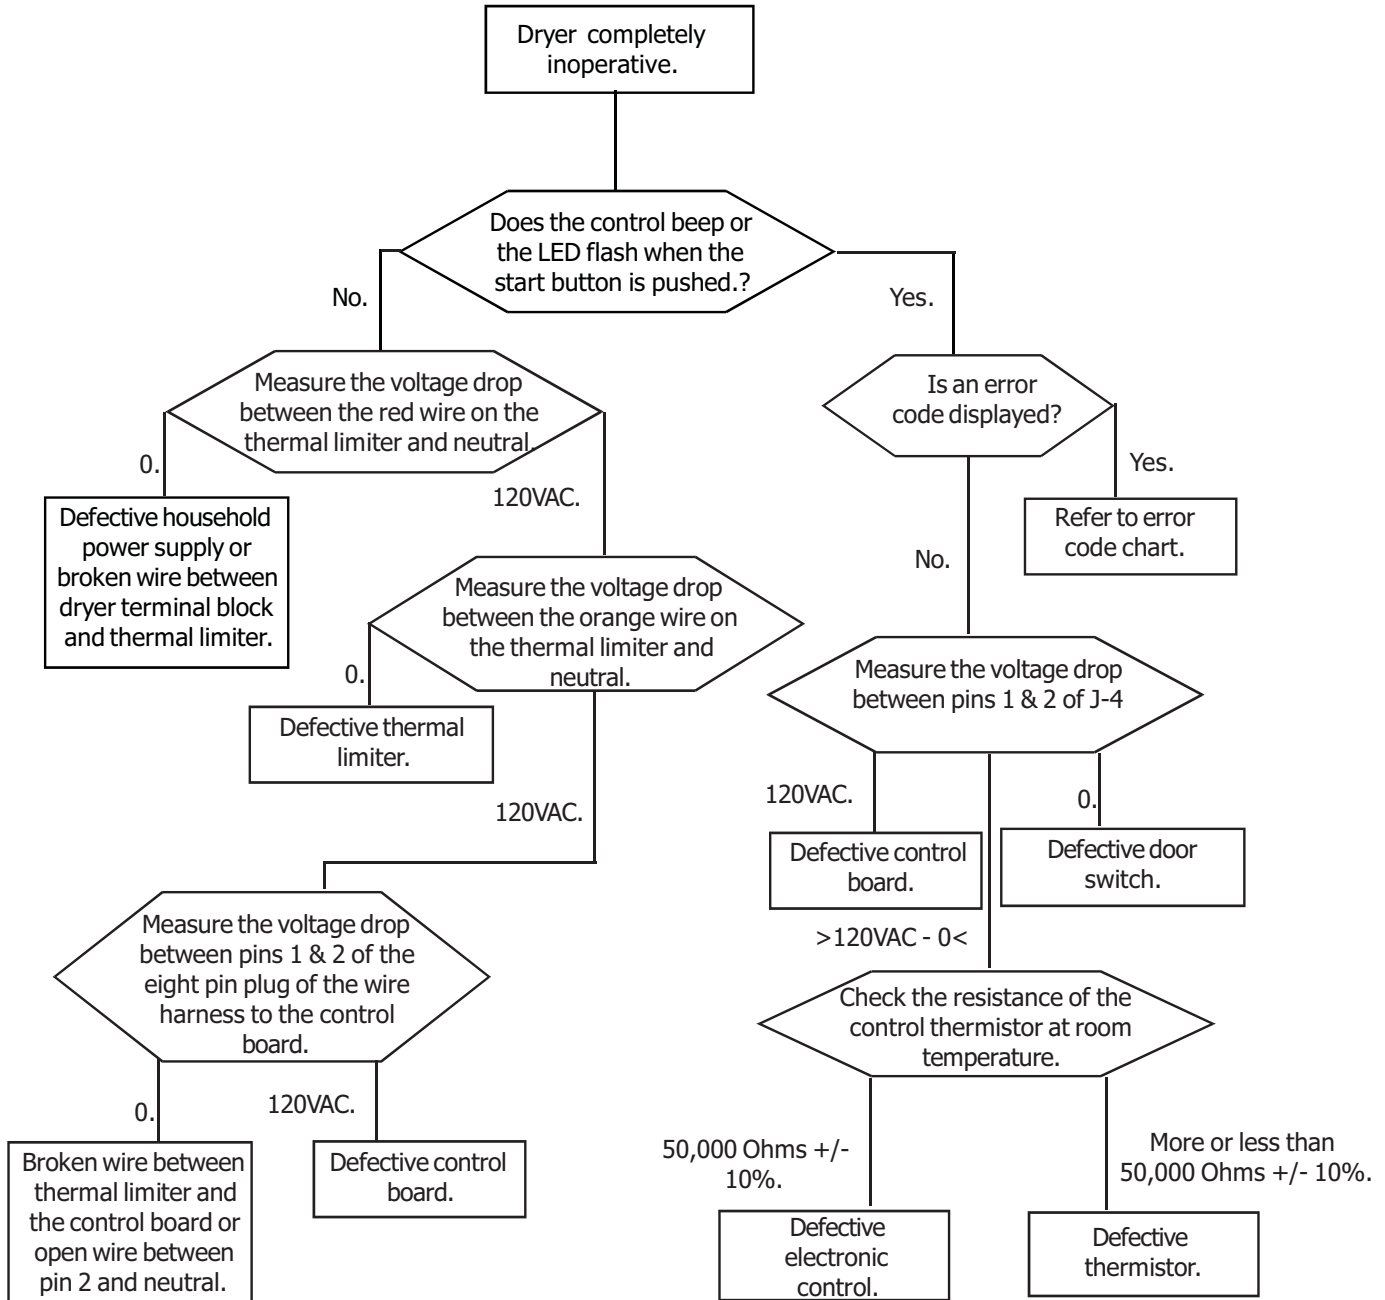 Dryer completely
inoperative.
Does the control beep or
the LED flash when the
start button is pushed.?
No.
Yes.
Measure the voltage drop
between the red wire on the
thermal limiter and neutral.
Is an error
code displayed?
0.
120VAC.
Yes.
No.
Defective household
power supply or
broken wire between
dryer terminal block
and thermal limiter.
Refer to error
code chart.
Measure the voltage drop
between the orange wire on
the thermal limiter and
neutral.
Measure the voltage drop
between pins 1 & 2 of J-4
0.
Defective thermal
limiter.
120VAC.
120VAC.
0.
Defective control
board.
Defective door
switch.
>120VAC - 0<
Measure the voltage drop
between pins 1 & 2 of the
eight pin plug of the wire
harness to the control
board.
Check the resistance of the
control thermistor at room
temperature.
0.
120VAC.
50,000 Ohms +/-
10%.
More or less than
50,000 Ohms +/- 10%.
Broken wire between
thermal limiter and
the control board or
open wire between
pin 2 and neutral.
Defective control
board.
Defective
electronic
control.
Defective
thermistor.